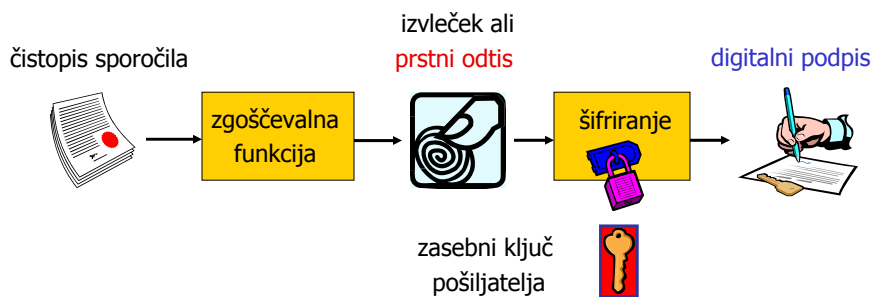 čistopis sporočila
izvleček ali
prstni odtis
digitalni podpis
zgoščevalna
funkcija
šifriranje
zasebni ključ
pošiljatelja